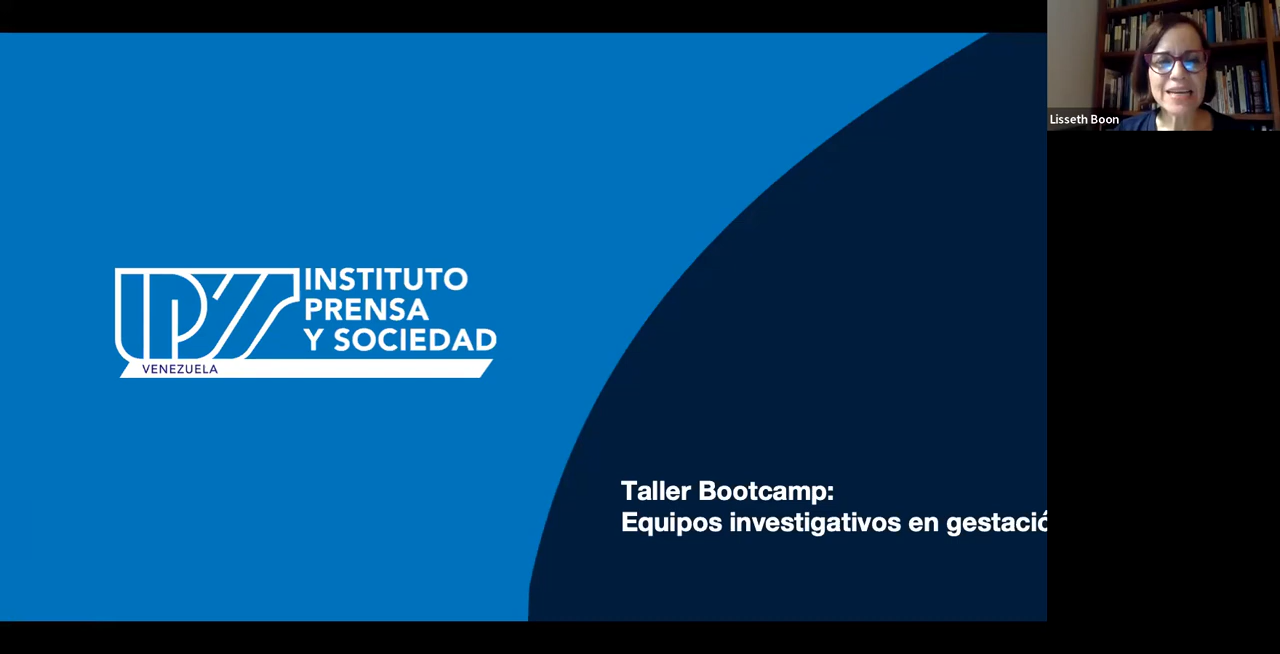 INSTITUTO
PRENSA
Y SOCIEDAD
VENEZUELA
Taller Bootcamp:
Equipos investigativos en gestació
Lisseth Boon